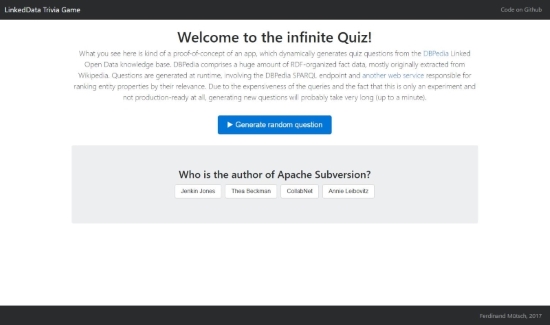 LinkedData Trivia Game
Code on Github
Welcome to the infinite Quiz!
What you see here is kind of a proof-of-concept of an app, which dynamically generates quiz questions from the DBPedia Linked
Open Data knowledge base. DBPedia comprises a huge amount of RDF-organized fact data, mostly originally extracted from
Wikipedia. Questions are generated at runtime, involving the DBPedia SPARQL endpoint and another web service responsible for
ranking entity properties by their relevance. Due to the expensiveness of the queries and the fact that this is only an experiment and
not production-ready at all, generating new questions will probably take very long (up to a minute).
Generate random question
Who is the author of Apache Subversion?
Jenkin Jones
Thea Beckman
CollabNet
Annie Leibovitz
Ferdinand Mütsch, 2017